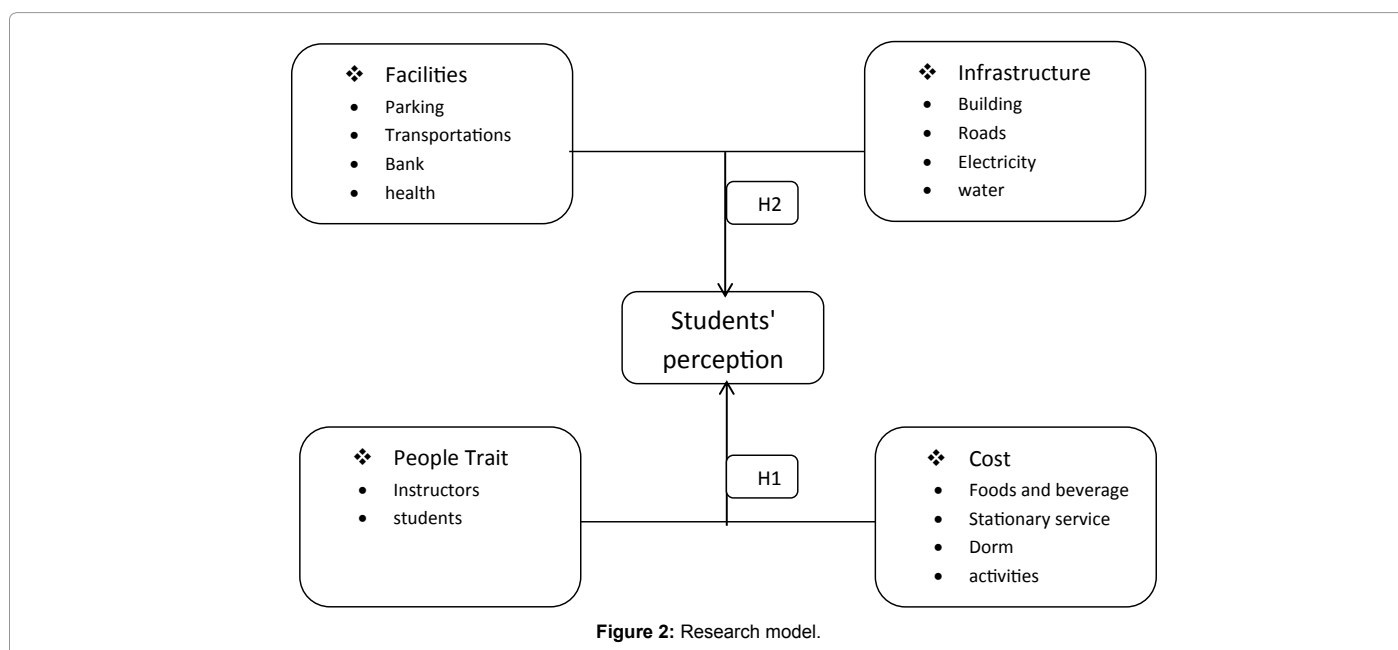 ❖ Facilities
• Parking
• Transportations
• Bank
• health
❖ Infrastructure
• Building
• Roads
• Electricity
• water
H2
Students'
perception
❖ People Trait
• Instructors
• students
H1
❖ Cost
• Foods and beverage
• Stationary service
• Dorm
• activities
Figure 2: Research model.